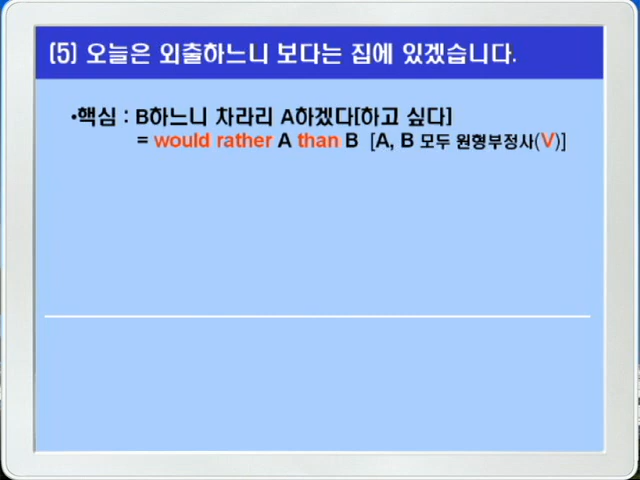 (5) 오늘은 외출하느니 보다는 집에 있겠습니다.
•핵심 : B하느니 차라리 A하겠다[하고 싶다]
= would rather A than B [A, B 모두 원형부정사(V)]